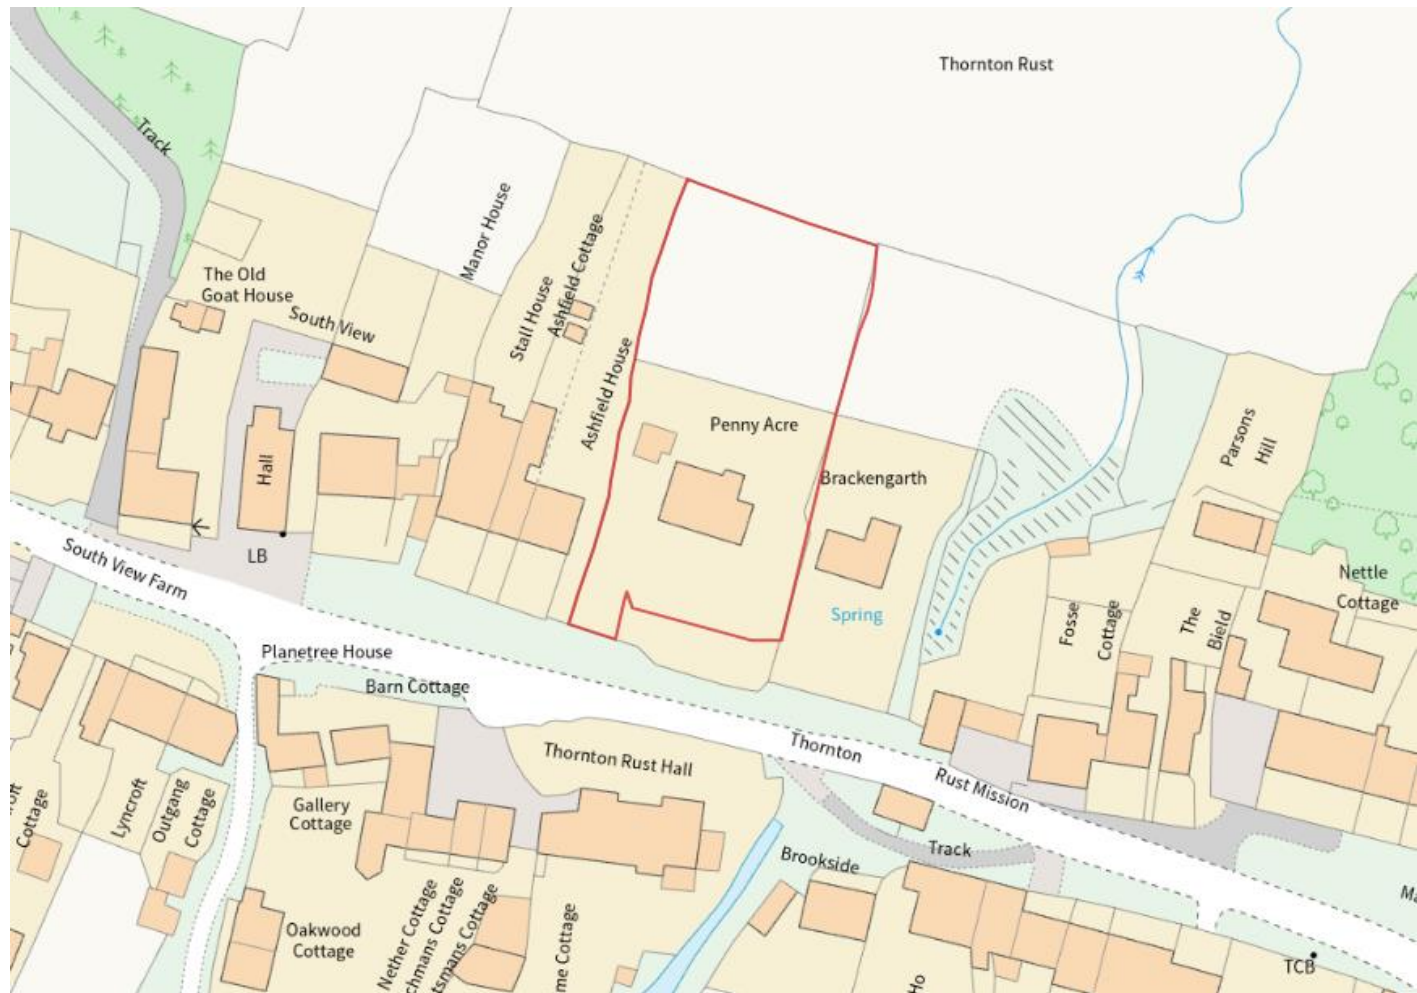 Thornton Rust
Track
Manor House
The Old
Goat House
South View
Stall House
Ashfield Cottage
Ashfield House
Penny Acre
Brackengarth
Parsons
Hill
Hall
LB
South View Farm
Spring
Fosse
Cottage
The
Bield
Nettle
Cottage
Planetree House
Barn Cottage
Thornton Rust Hall
Thornton
Rust Mission
Cottage
Lyncroft
Outgang
Cottage
Gallery
Cottage
Oakwood
Cottage
Nether Cottage
Brookside
Track
TCB